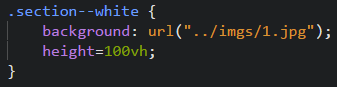 .section--white {
background: url("../imgs/1.jpg");
height=100vh;
}